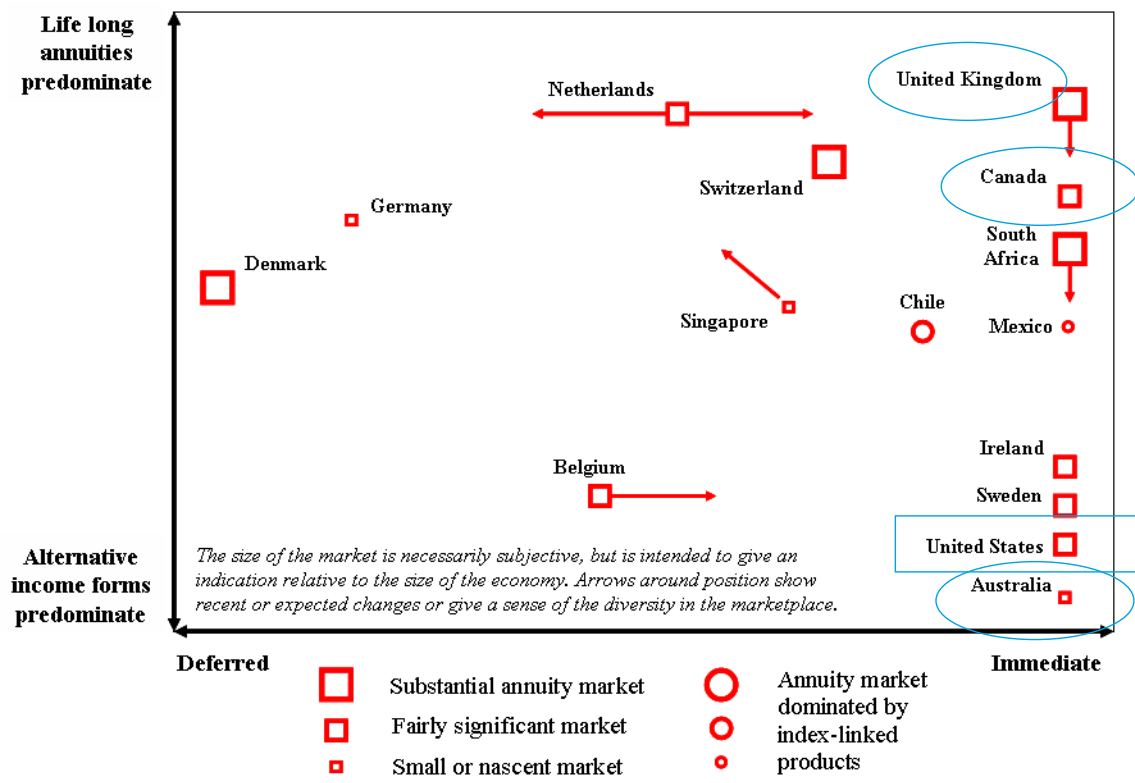 Life long
annuities
predominate
United Kingdom
Netherlands
Switzerland
Canada
Germany
South
Africa
Denmark
Singapore
Chile
Mexico
Ireland
Belgium
Sweden
United States
Australia
Alternative
income forms
predominate
The size of the market is necessarily subjective, but is intended to give an
indication relative to the size of the economy. Arrows around position show
recent or expected changes or give a sense of the diversity in the marketplace.
Deferred
Immediate
Substantial annuity market
Fairly significant market
Small or nascent market
Annuity market
dominated by
index-linked
products